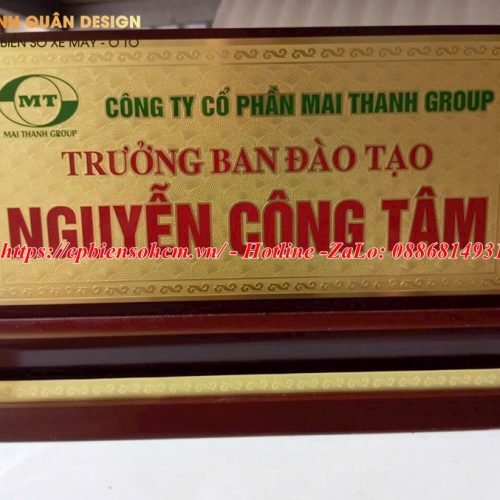 NH QUÂN DESIGN
BIỂN SỐ XE MÁY - Ô TÔ
MT
MAI THANH GROUP
CÔNG TY CỔ PHẦN MAI THANH GROUP
TRƯỞNG BAN ĐÀO TẠO
NGUYỄN CÔNG TÂM
https://epbiensohcm.vn/ - Hotline -ZaLo: 088681493